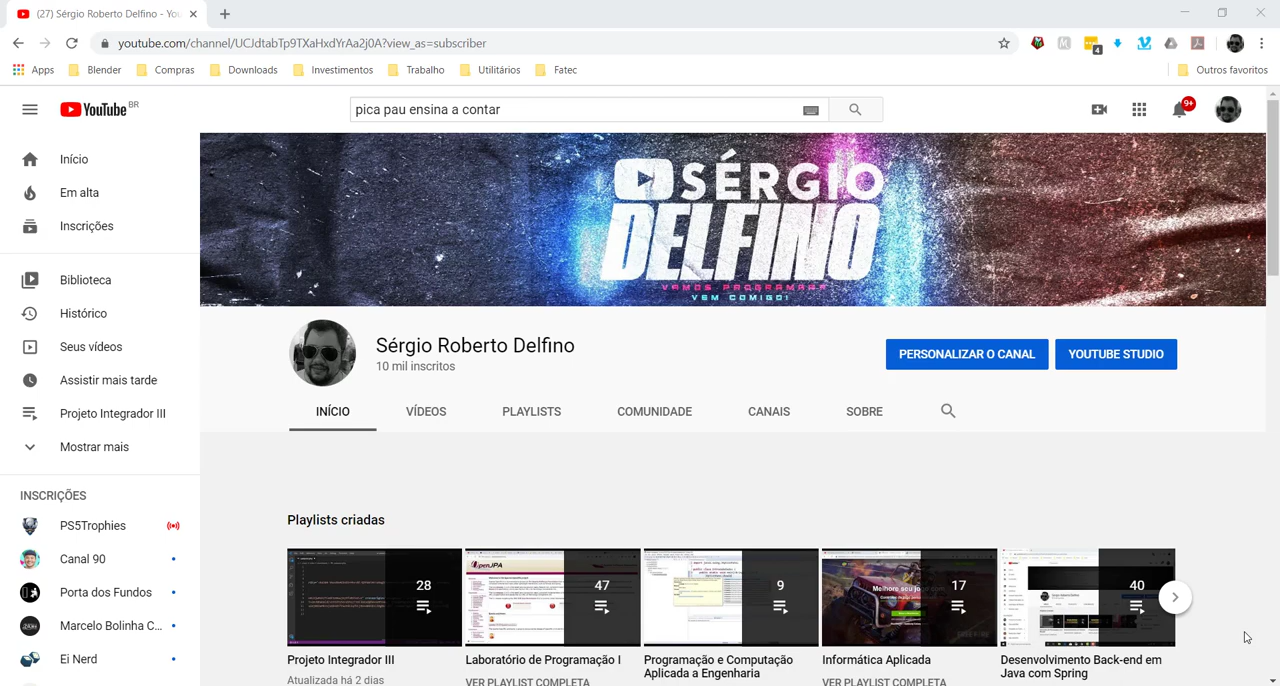 (27) Sérgio Roberto Delfino - You
youtube.com/channel/UCJdtabTp9TXaHxdYrAa2j0A?view_as=subscriber
4
Apps Blender Compras Downloads Investimentos Trabalho Utilitários Fatec Outros favoritos
YouTube BR
pica pau ensina a contar
9+
Início
Em alta
Inscrições
Biblioteca
Histórico
Seus vídeos
Assistir mais tarde
Projeto Integrador III
Mostrar mais
INSCRIÇÕES
PS5Trophies
Canal 90
Porta dos Fundos
Marcelo Bolinha C...
Ei Nerd
SÉRGIO
DELFINO
VAMOS PROGRAMAR?
VEM COMIGO!
Sérgio Roberto Delfino
10 mil inscritos
PERSONALIZAR O CANAL YOUTUBE STUDIO
INÍCIO VÍDEOS PLAYLISTS COMUNIDADE CANAIS SOBRE
Playlists criadas
28 47 9 17 40
OpenJPA
Projeto Integrador III
Atualizada há 2 dias
Laboratório de Programação I
VER PLAYLIST COMPLETA
Programação e Computação
Aplicada a Engenharia
Informática Aplicada
VER PLAYLIST COMPLETA
Desenvolvimento Back-end em
Java com Spring